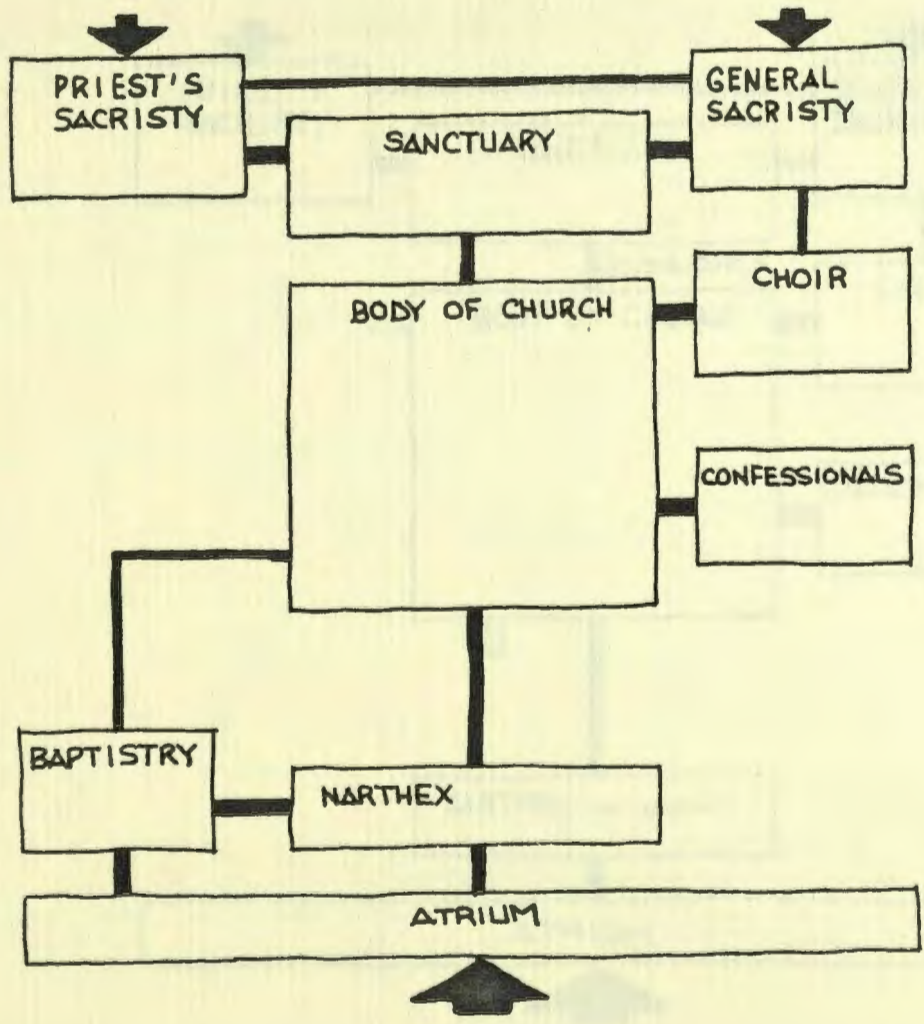 PRIEST'S
SACRISTY
GENERAL
SACRISTY
SANCTUARY
CHOIR
BODY OF CHURCH
CONFESSIONALS
BAPTISTRY
NARTHEX
ATRIUM